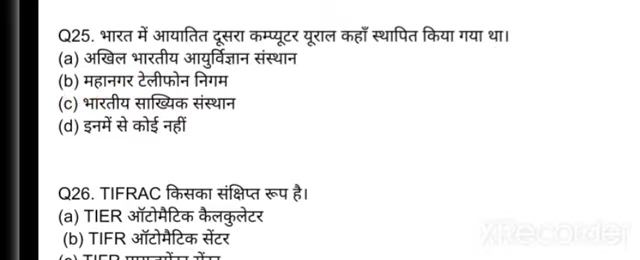 Q25. भारत में आयातित दूसरा कम्प्यूटर यूराल कहाँ स्थापित किया गया था।
(a) अखिल भारतीय आयुर्विज्ञान संस्थान
(b) महानगर टेलीफोन निगम
(c) भारतीय साख्यिक संस्थान
(d) इनमें से कोई नहीं
Q26. TIFRAC किसका संक्षिप्त रूप है।
(a) TIER ऑटोमैटिक कैलकुलेटर
(b) TIFR ऑटोमैटिक सेंटर
XRecorder